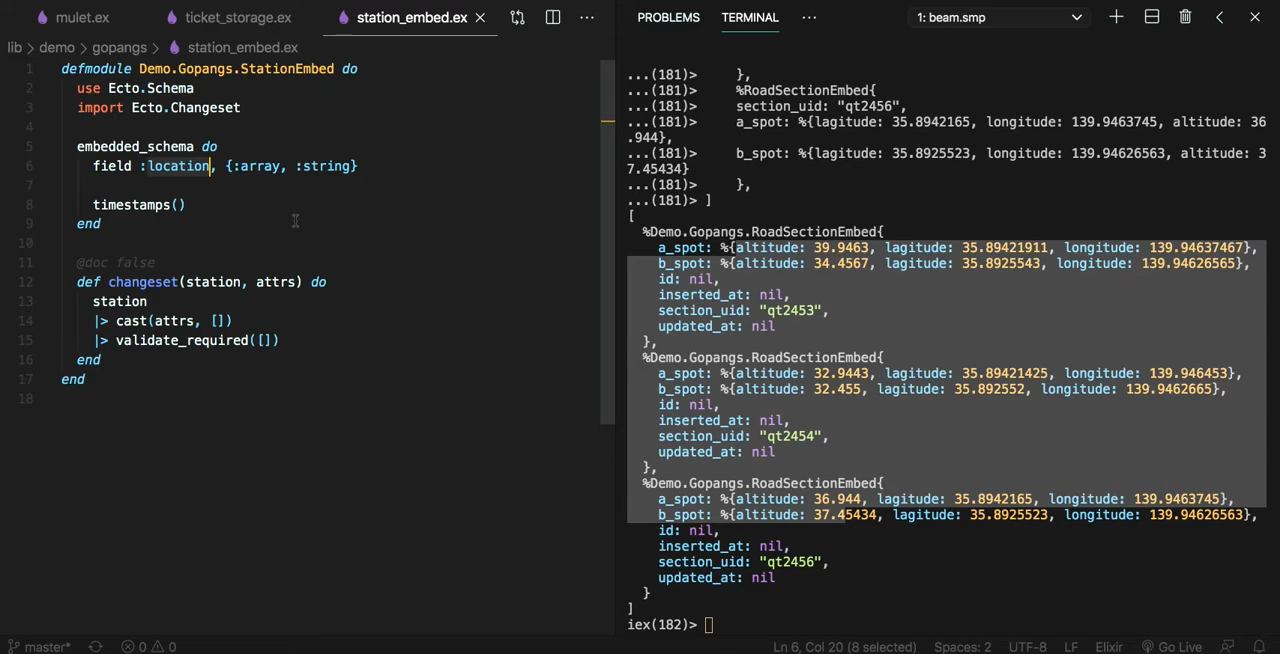 mulet.ex
ticket_storage.ex
station_embed.ex
lib > demo > gopangs > station_embed.ex
1 defmodule Demo.Gopangs.StationEmbed do
2 use Ecto.Schema
3 import Ecto.Changeset
4
5 embedded_schema do
6 field :location, {:array, :string}
7
8 timestamps()
9 end
10
11 @doc false
12 def changeset(station, attrs) do
13 station
14 |> cast(attrs, [])
15 |> validate_required([])
16 end
17 end
18
PROBLEMS TERMINAL ··· 1: beam.smp
...(181)> },
...(181)> %RoadSectionEmbed{
...(181)> section_uid: "qt2456",
...(181)> a_spot: %{lagitude: 35.8942165, longitude: 139.9463745, altitude: 36
.944},
...(181)> b_spot: %{lagitude: 35.8925523, longitude: 139.94626563, altitude: 3
7.45434}
...(181)> },
...(181)> ]
[
%Demo.Gopangs.RoadSectionEmbed{
a_spot: %{altitude: 39.9463, lagitude: 35.89421911, longitude: 139.94637467},
b_spot: %{altitude: 34.4567, lagitude: 35.8925543, longitude: 139.94626565},
id: nil,
inserted_at: nil,
section_uid: "qt2453",
updated_at: nil
},
%Demo.Gopangs.RoadSectionEmbed{
a_spot: %{altitude: 32.9443, lagitude: 35.89421425, longitude: 139.946453},
b_spot: %{altitude: 32.455, lagitude: 35.892552, longitude: 139.9462665},
id: nil,
inserted_at: nil,
section_uid: "qt2454",
updated_at: nil
},
%Demo.Gopangs.RoadSectionEmbed{
a_spot: %{altitude: 36.944, lagitude: 35.8942165, longitude: 139.9463745},
b_spot: %{altitude: 37.45434, lagitude: 35.8925523, longitude: 139.94626563},
id: nil,
inserted_at: nil,
section_uid: "qt2456",
updated_at: nil
}
]
iex(182)>
master* 0 0 Ln 6, Col 20 (8 selected) Spaces: 2 UTF-8 LF Elixir Go Live